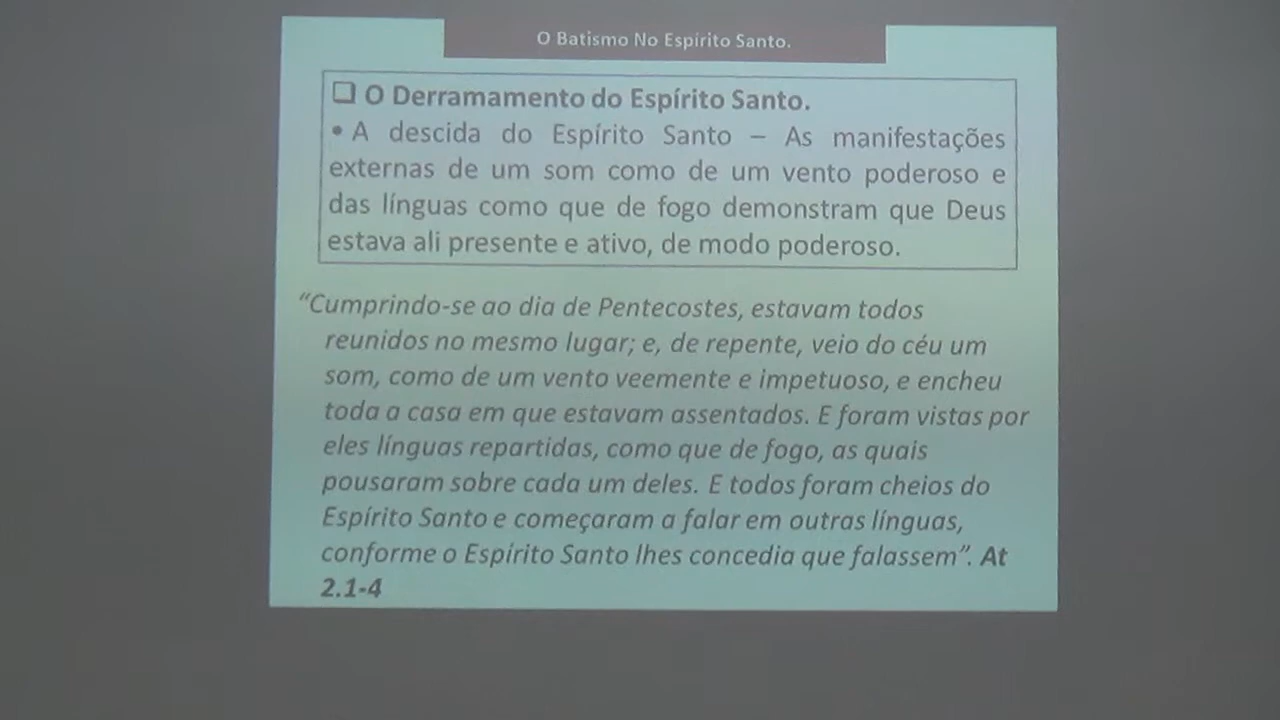 O Batismo No Espírito Santo.
❑ O Derramamento do Espírito Santo.
• A descida do Espírito Santo – As manifestações
externas de um som como de um vento poderoso e
das línguas como que de fogo demonstram que Deus
estava ali presente e ativo, de modo poderoso.
“Cumprindo-se ao dia de Pentecostes, estavam todos
reunidos no mesmo lugar; e, de repente, veio do céu um
som, como de um vento veemente e impetuoso, e encheu
toda a casa em que estavam assentados. E foram vistas por
eles línguas repartidas, como que de fogo, as quais
pousaram sobre cada um deles. E todos foram cheios do
Espírito Santo e começaram a falar em outras línguas,
conforme o Espírito Santo lhes concedia que falassem”. At
2.1-4